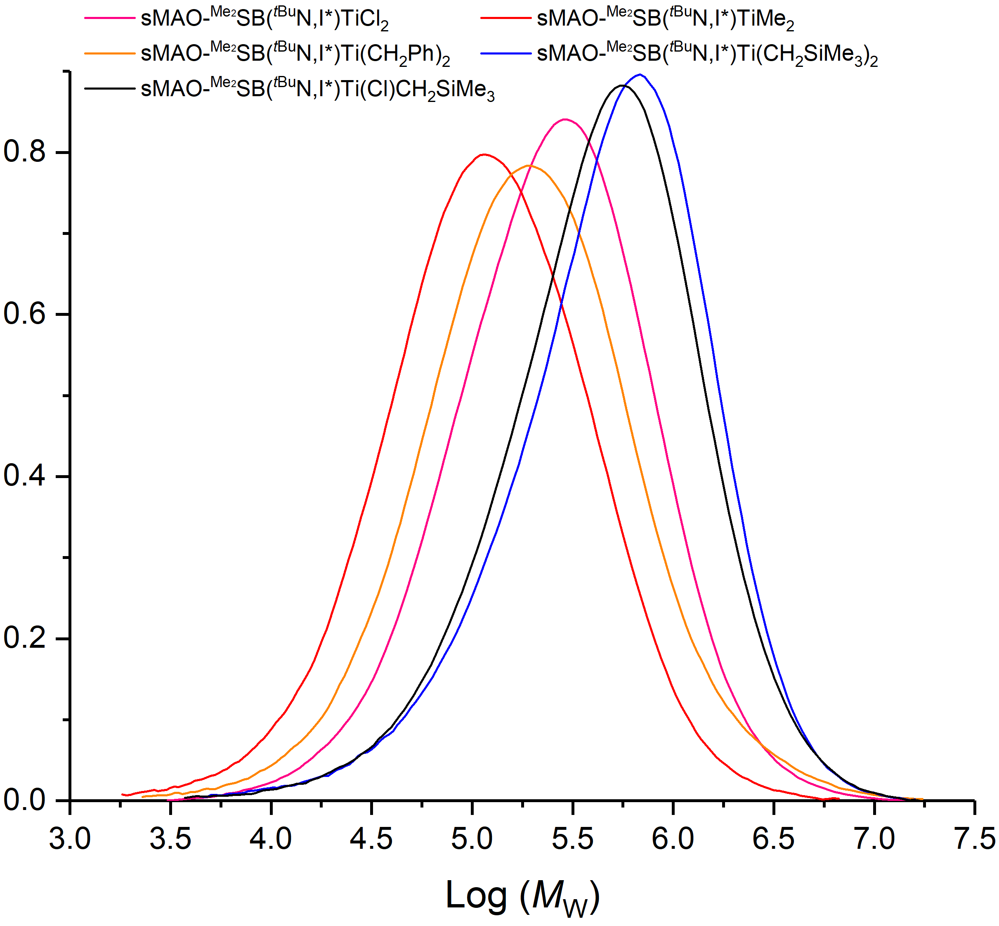 sMAO-Me₂SB(tBuN,I*)TiCl₂ sMAO-Me₂SB(tBuN,I*)TiMe₂
sMAO-Me₂SB(tBuN,I*)Ti(CH₂Ph)₂ sMAO-Me₂SB(tBuN,I*)Ti(CH₂SiMe₃)₂
sMAO-Me₂SB(tBuN,I*)Ti(Cl)CH₂SiMe₃
0.8
0.6
0.4
0.2
0.0
3.0 3.5 4.0 4.5 5.0 5.5 6.0 6.5 7.0 7.5
Log (MW)